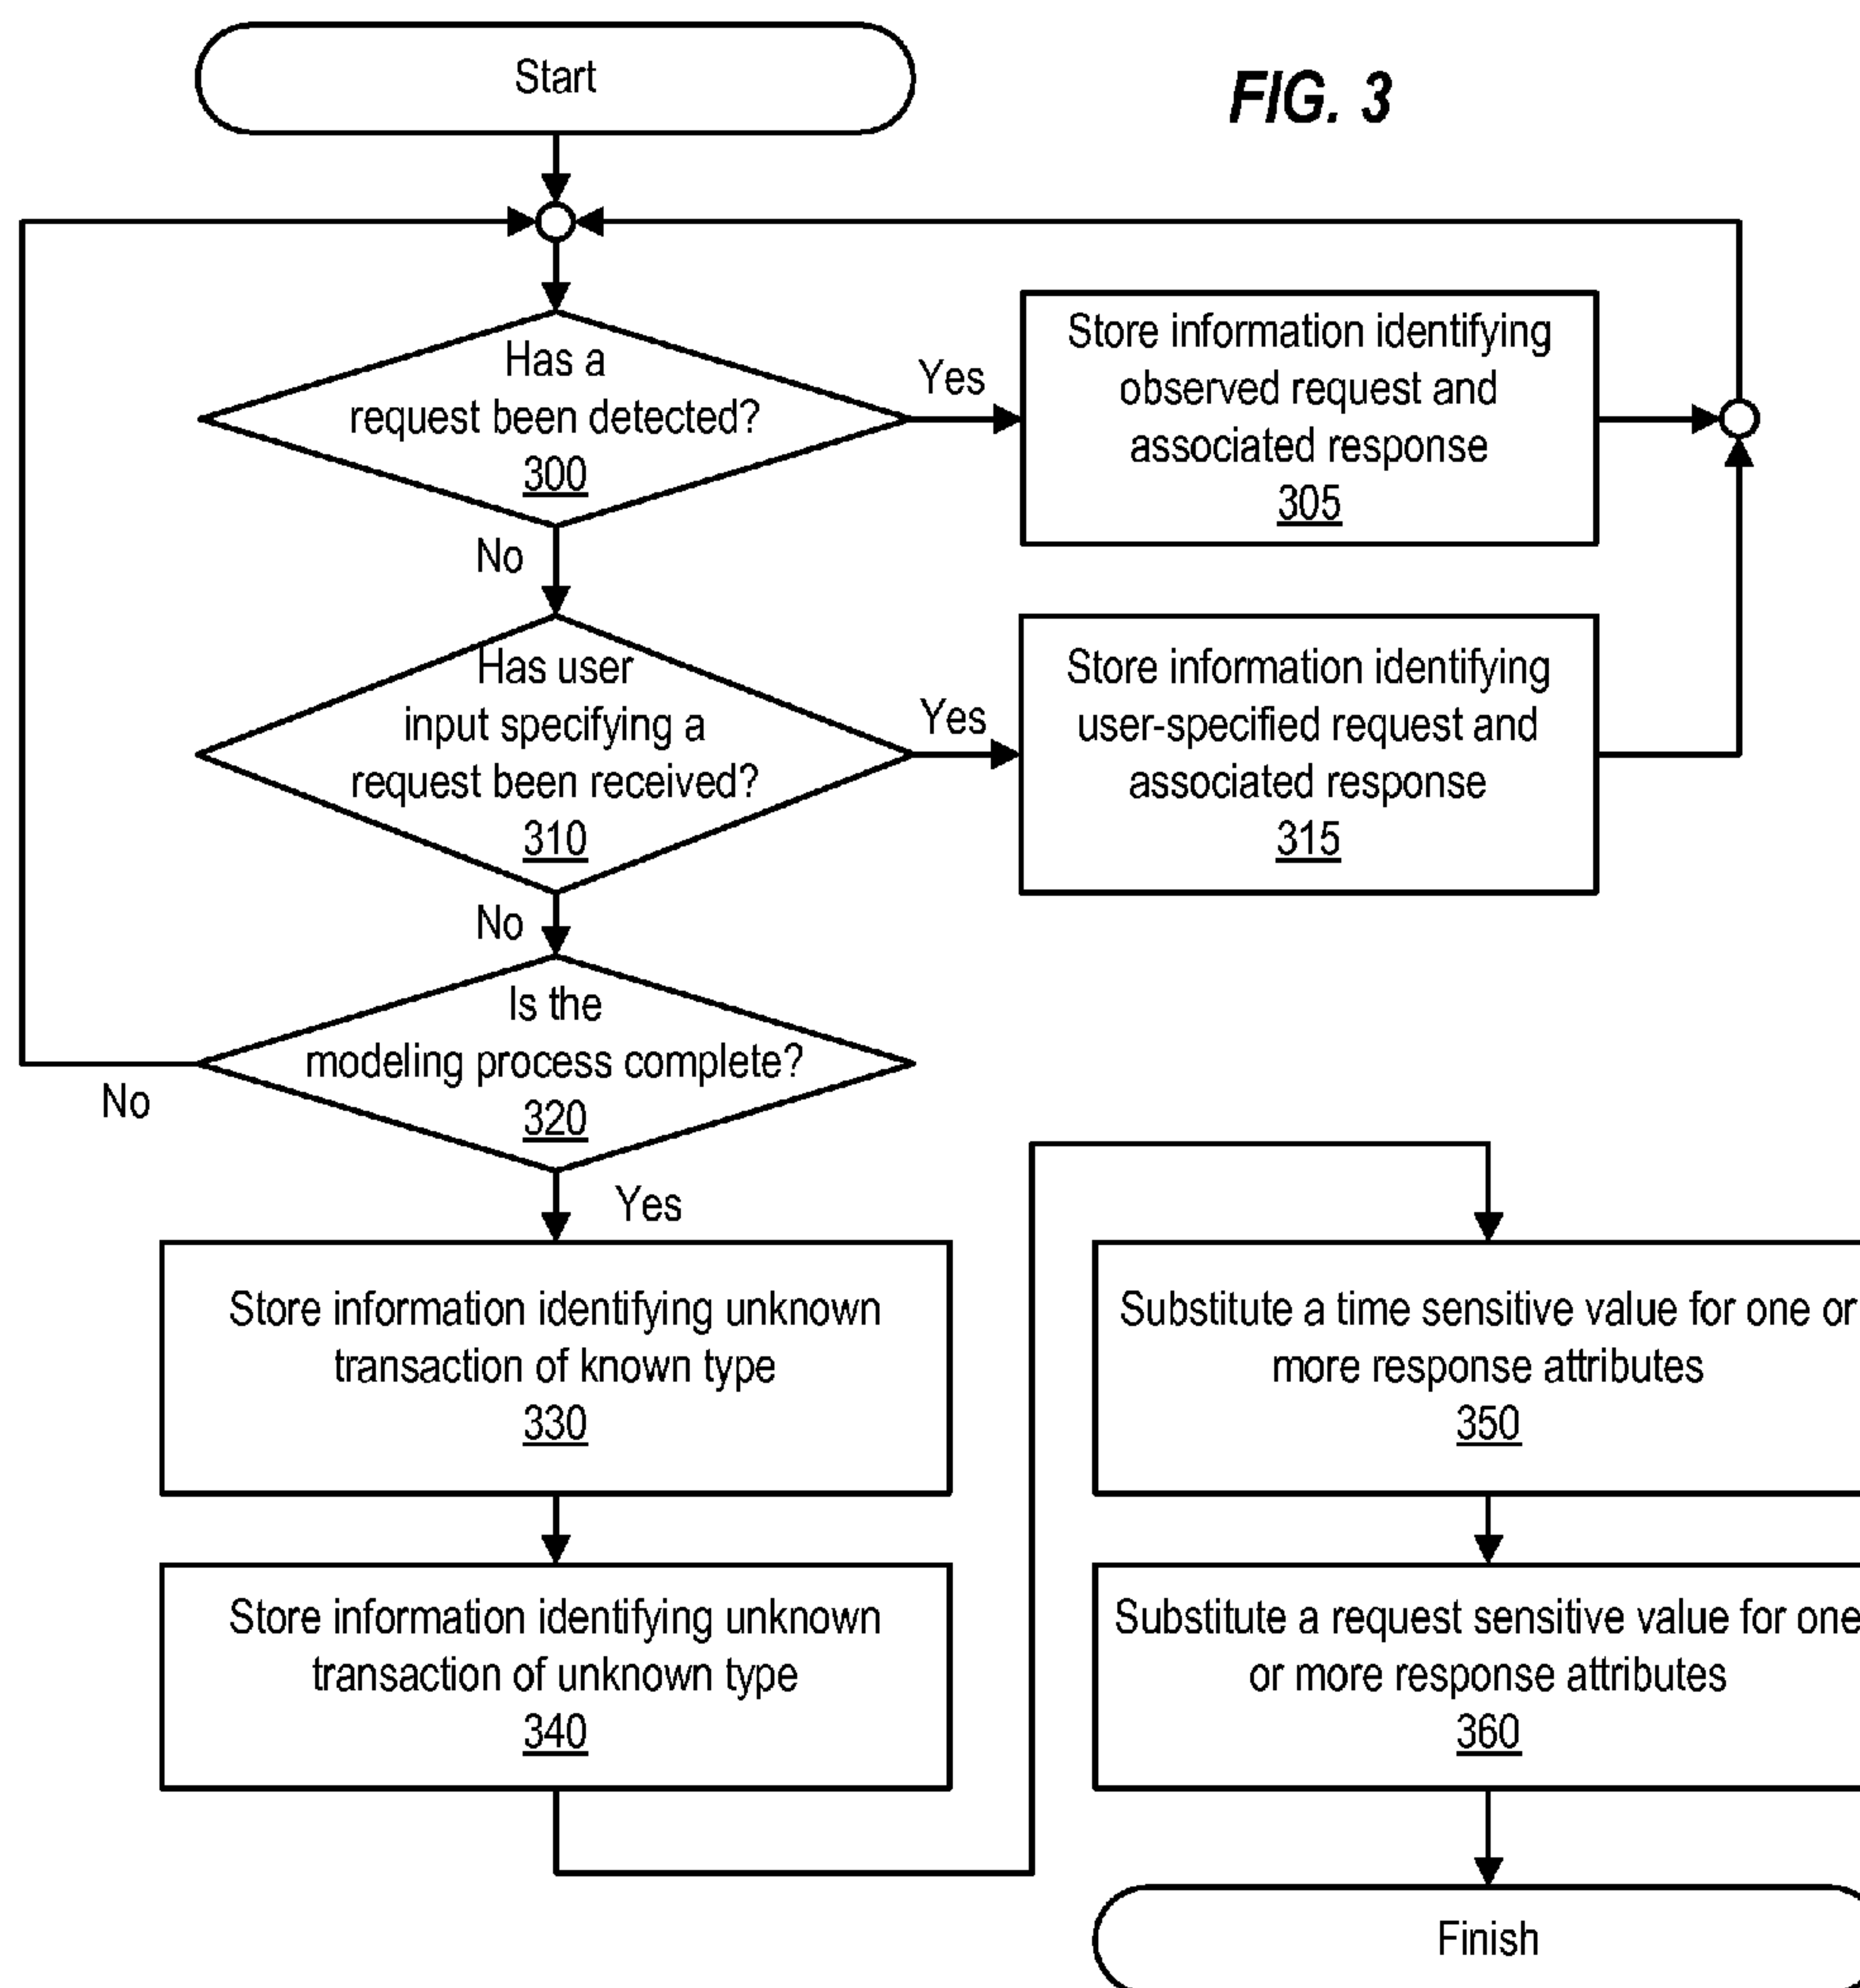 Start
FIG. 3
Has a
request been detected?
300
Yes
Store information identifying
observed request and
associated response
305
No
Has user
input specifying a
request been received?
310
Yes
Store information identifying
user-specified request and
associated response
315
No
Is the
modeling process complete?
320
No
Yes
Store information identifying unknown
transaction of known type
330
Store information identifying unknown
transaction of unknown type
340
Substitute a time sensitive value for one or
more response attributes
350
Substitute a request sensitive value for one
or more response attributes
360
Finish